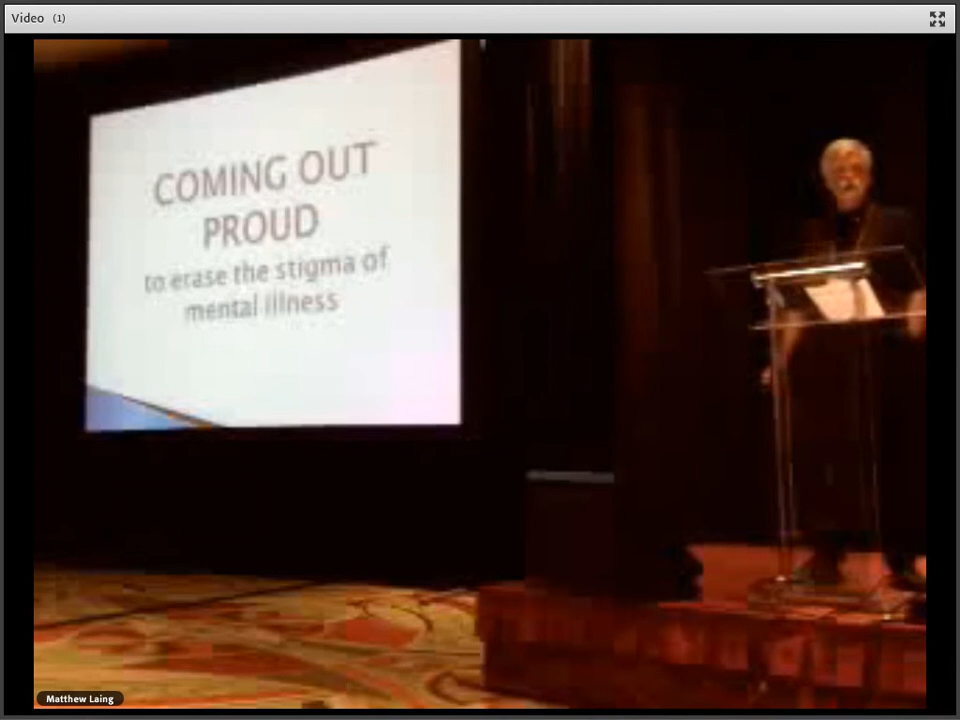 Video (1)
COMING OUT
PROUD
to erase the stigma of
mental illness
Matthew Laing